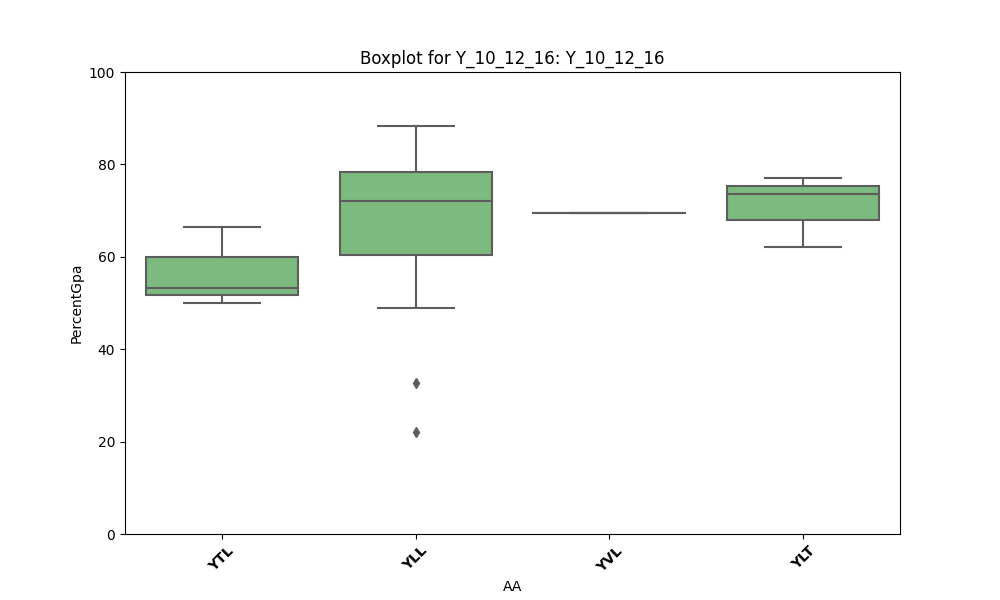 Boxplot for Y_10_12_16: Y_10_12_16
100
80
60
40
20
0
PercentGpa
YTL
YLL
YVL
YLT
AA